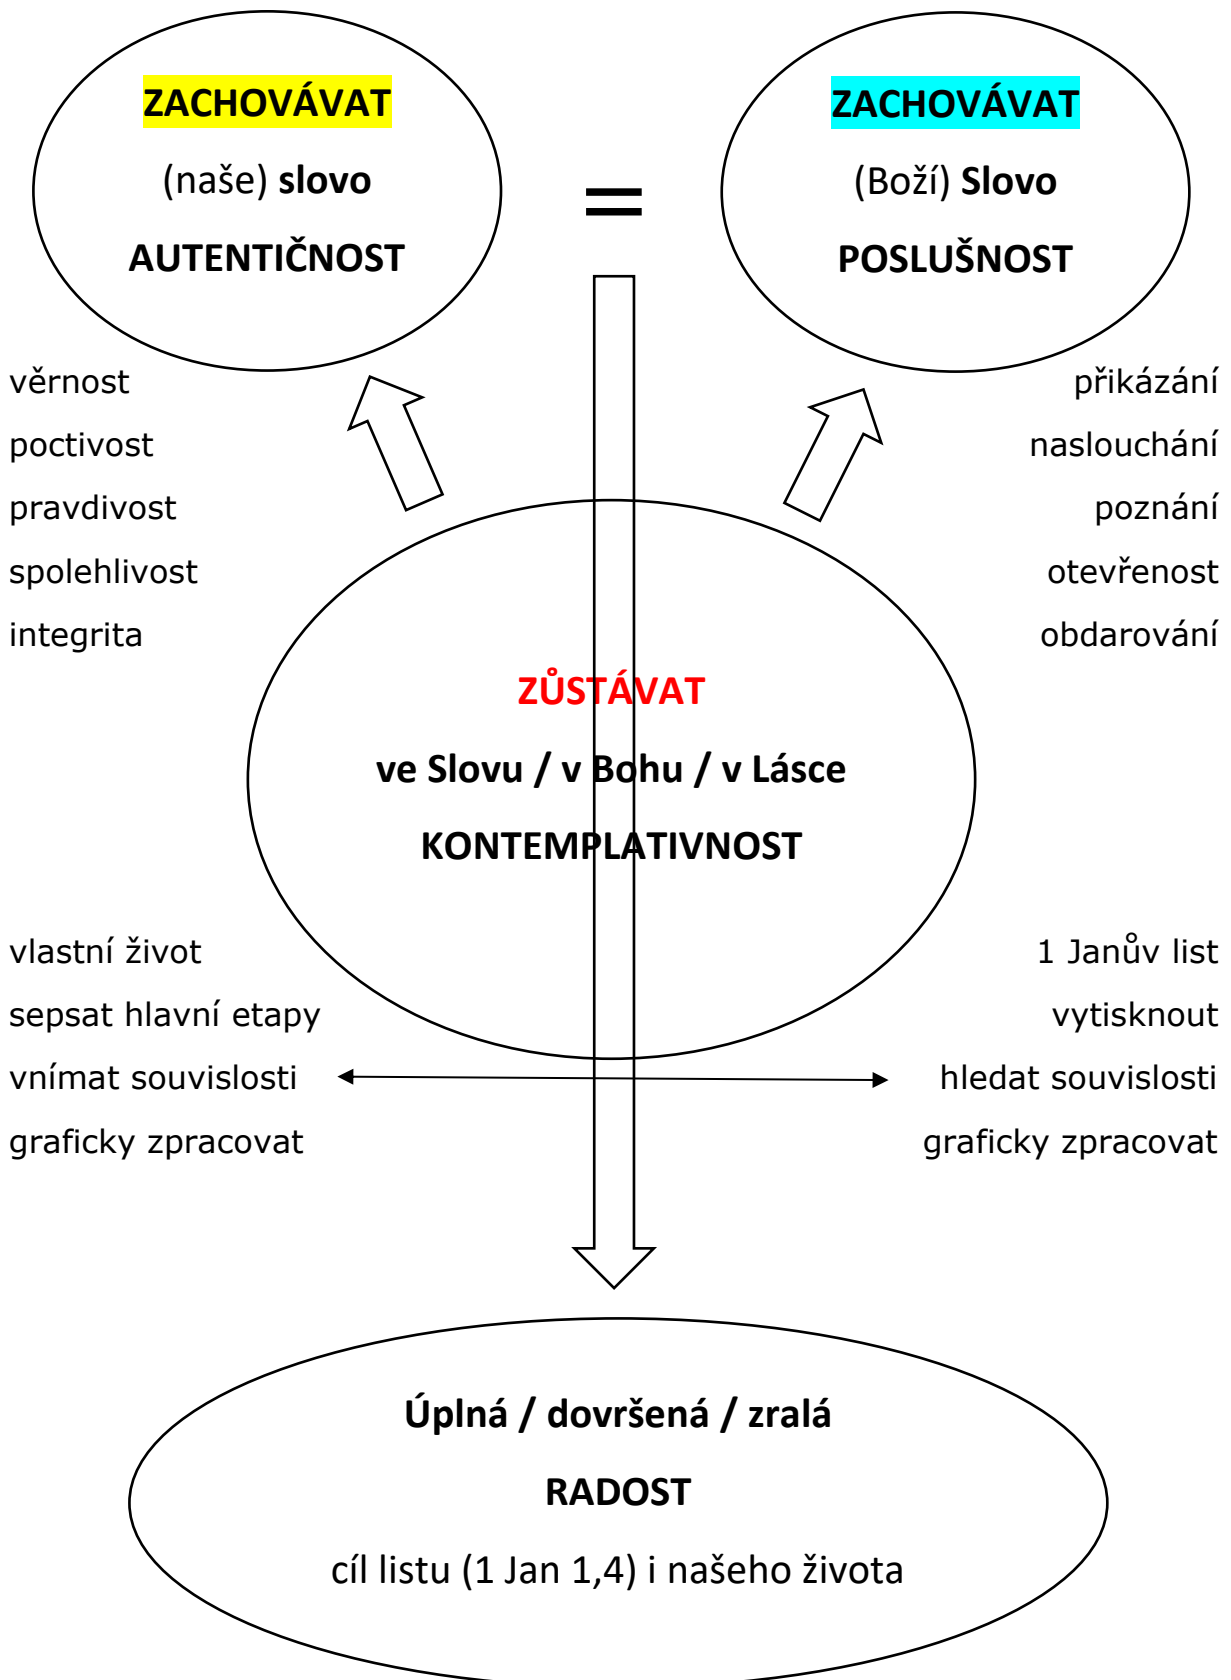 ZACHOVÁVAT
(naše) slovo
AUTENTIČNOST
=
ZACHOVÁVAT
(Boží) Slovo
POSLUŠNOST
věrnost
poctivost
pravdivost
spolehlivost
integrita
přikázání
naslouchání
poznání
otevřenost
obdarování
ZŮSTÁVAT
ve Slovu / v Bohu / v Lásce
KONTEMPLATIVNOST
vlastní život
sepsat hlavní etapy
vnímat souvislosti
graficky zpracovat
1 Janův list
vytisknout
hledat souvislosti
graficky zpracovat
Úplná / dovršená / zralá
RADOST
cíl listu (1 Jan 1,4) i našeho života